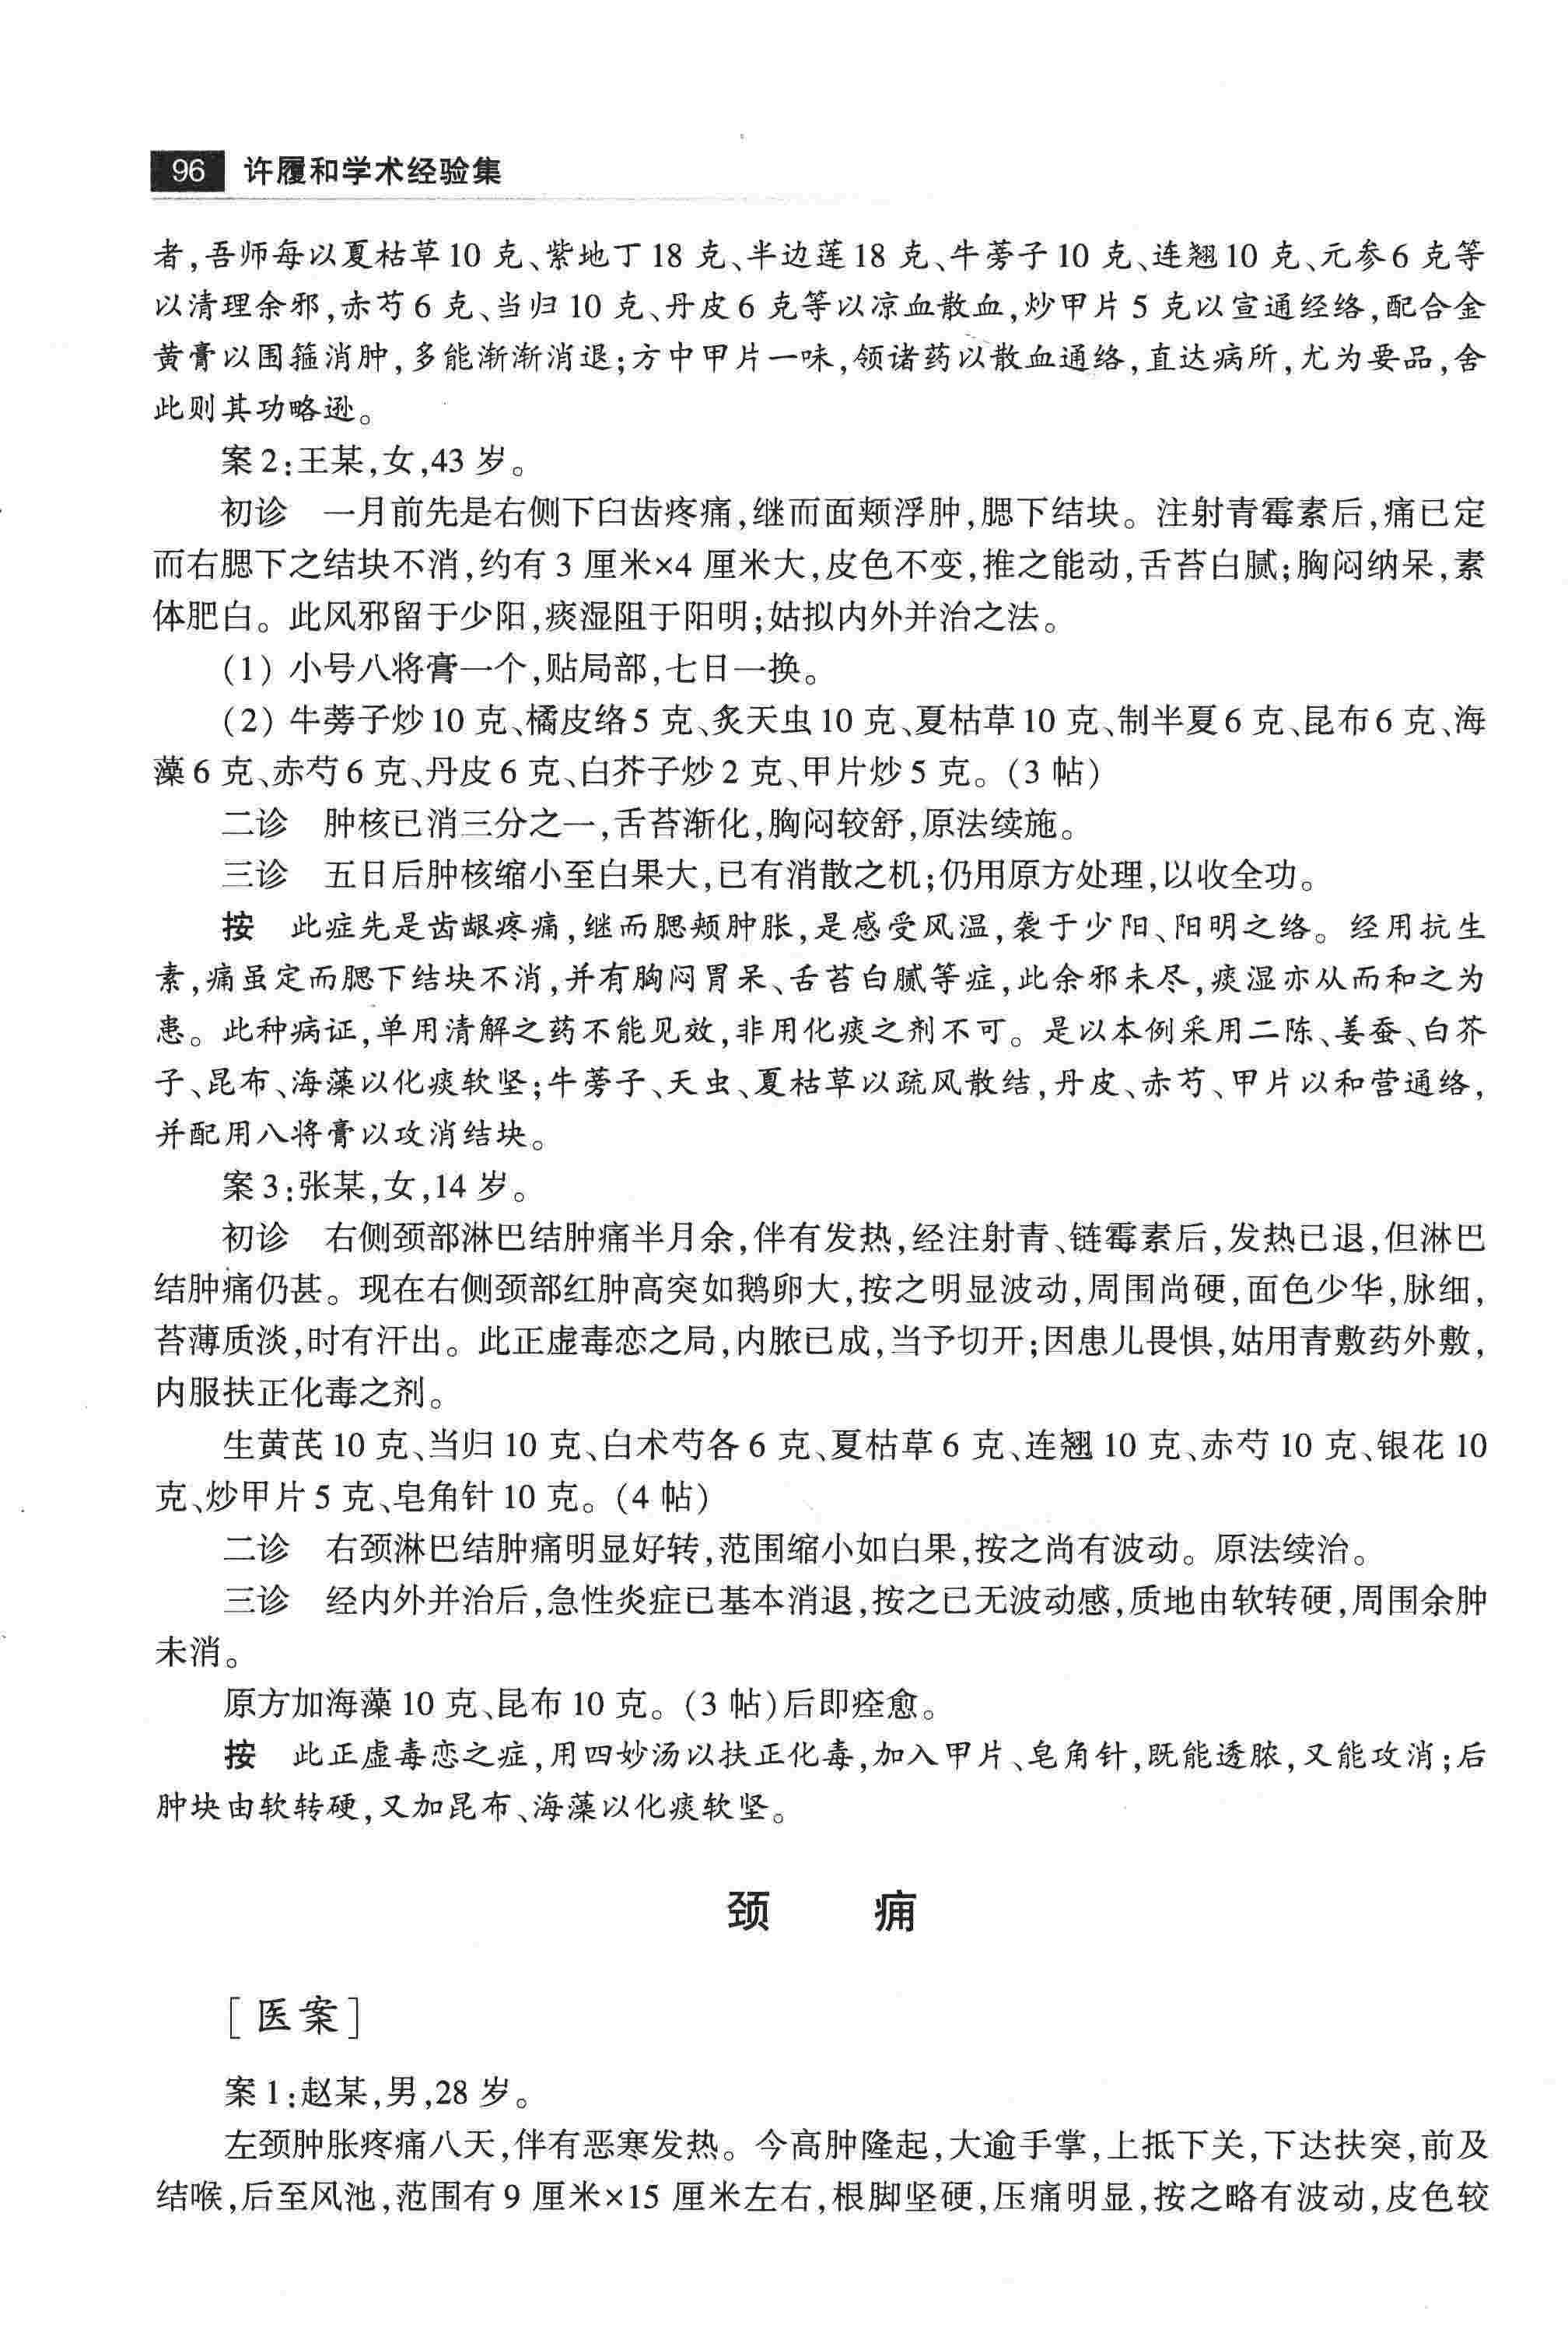 96 许履和学术经验集
者,吾师每以夏枯草10克、紫地丁18克、半边莲18克、牛蒡子10克、连翘10克、元参6克等
以清理余邪,赤芍6克、当归10克、丹皮6克等以凉血散血,炒甲片5克以宣通经络,配合金
黄膏以围箍消肿,多能渐渐消退;方中甲片一味,领诸药以散血通络,直达病所,尤为要品,舍
此则其功略逊。
案2:王某,女,43岁。
初诊 一月前先是右侧下臼齿疼痛,继而面颊浮肿,腮下结块。注射青霉素后,痛已定
而右腮下之结块不消,约有3厘米×4厘米大,皮色不变,推之能动,舌苔白腻;胸闷纳呆,素
体肥白。此风邪留于少阳,痰湿阻于阳明;姑拟内外并治之法。
(1) 小号八将膏一个,贴局部,七日一换。
(2) 牛蒡子炒10克、橘皮络5克、炙天虫10克、夏枯草10克、制半夏6克、昆布6克、海
藻6克、赤芍6克、丹皮6克、白芥子炒2克、甲片炒5克。(3帖)
二诊 肿核已消三分之一,舌苔渐化,胸闷较舒,原法续施。
三诊 五日后肿核缩小至白果大,已有消散之机;仍用原方处理,以收全功。
按 此症先是齿龈疼痛,继而腮颊肿胀,是感受风温,袭于少阳、阳明之络。经用抗生
素,痛虽定而腮下结块不消,并有胸闷胃呆、舌苔白腻等症,此余邪未尽,痰湿亦从而和之为
患。此种病证,单用清解之药不能见效,非用化痰之剂不可。是以本例采用二陈、姜蚕、白芥
子、昆布、海藻以化痰软坚;牛蒡子、天虫、夏枯草以疏风散结,丹皮、赤芍、甲片以和营通络,
并配用八将膏以攻消结块。
案3:张某,女,14岁。
初诊 右侧颈部淋巴结肿痛半月余,伴有发热,经注射青、链霉素后,发热已退,但淋巴
结肿痛仍甚。现在右侧颈部红肿高突如鹅卵大,按之明显波动,周围尚硬,面色少华,脉细,
苔薄质淡,时有汗出。此正虚毒恋之局,内脓已成,当予切开;因患儿畏惧,姑用青敷药外敷,
内服扶正化毒之剂。
生黄芪10克、当归10克、白术芍各6克、夏枯草6克、连翘10克、赤芍10克、银花10
克、炒甲片5克、皂角针10克。(4帖)
二诊 右颈淋巴结肿痛明显好转,范围缩小如白果,按之尚有波动。原法续治。
三诊 经内外并治后,急性炎症已基本消退,按之已无波动感,质地由软转硬,周围余肿
未消。
原方加海藻10克、昆布10克。(3帖)后即痊愈。
按 此正虚毒恋之症,用四妙汤以扶正化毒,加入甲片、皂角针,既能透脓,又能攻消;后
肿块由软转硬,又加昆布、海藻以化痰软坚。
颈 痈
[医案]
案1:赵某,男,28岁。
左颈肿胀疼痛八天,伴有恶寒发热。今高肿隆起,大逾手掌,上抵下关,下达扶突,前及
结喉,后至风池,范围有9厘米×15厘米左右,根脚坚硬,压痛明显,按之略有波动,皮色较